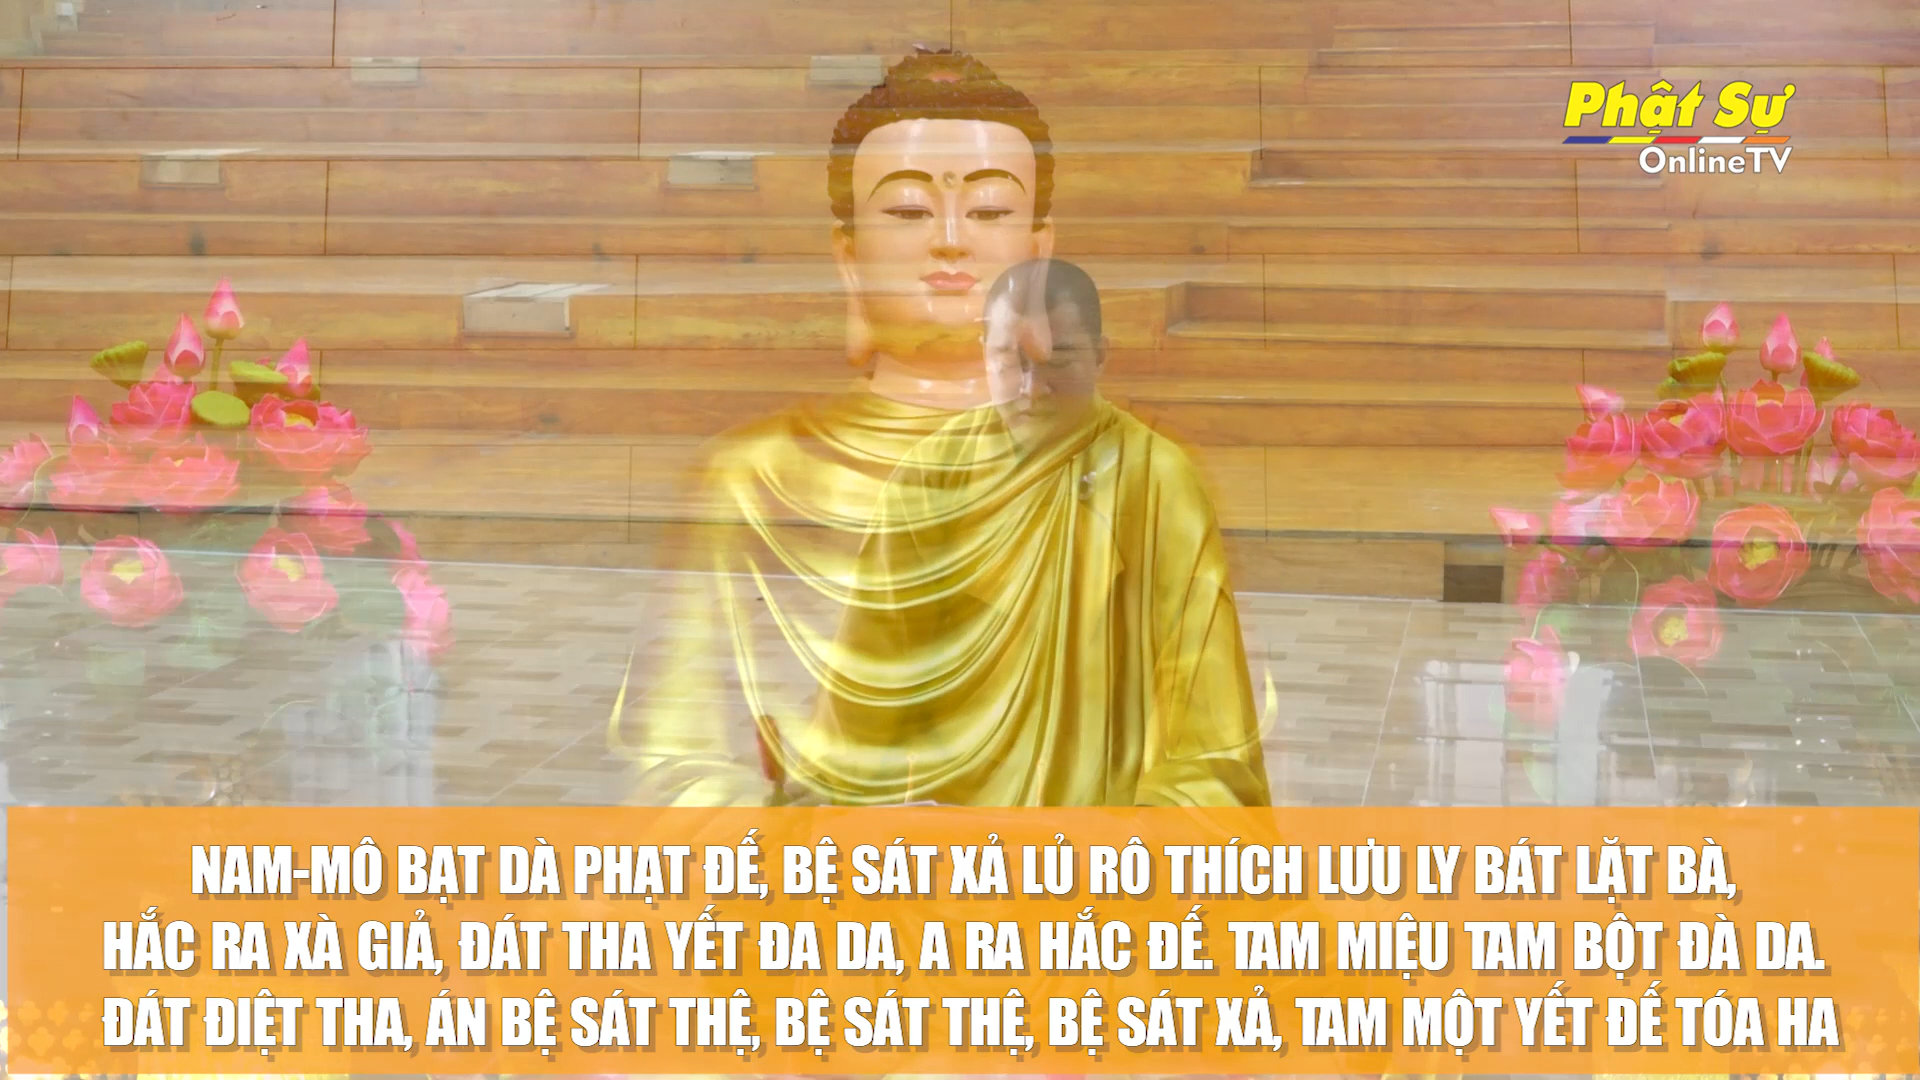 Phật Sự
OnlineTV
NAM-MÔ BẠT DÀ PHẠT ĐẾ, BỆ SÁT XẢ LỦ RÔ THÍCH LƯU LY BÁT LẶT BÀ,
HẮC RA XÀ GIẢ, ĐÁT THA YẾT ĐA DA, A RA HẮC ĐẾ. TAM MIỆU TAM BỘT ĐÀ DA.
ĐÁT ĐIỆT THA, ÁN BỆ SÁT THỆ, BỆ SÁT THỆ, BỆ SÁT XẢ, TAM MỘT YẾT ĐẾ TÓA HA